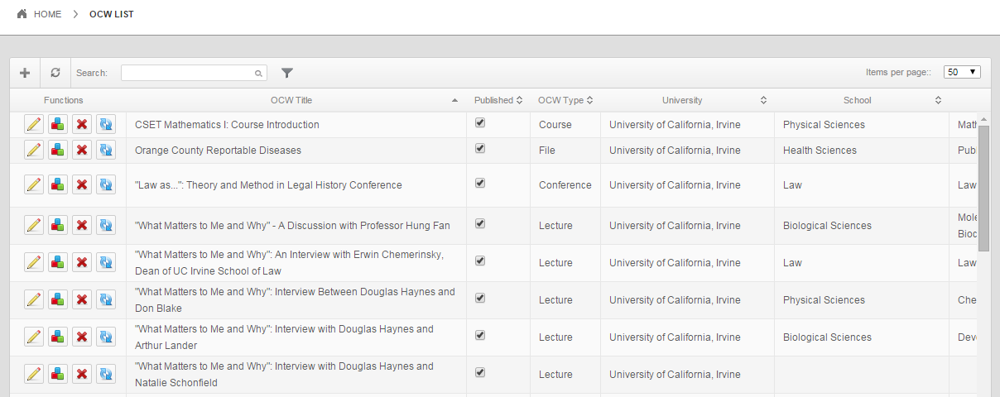 HOME > OCW LIST
Search: Items per page:: 50
Functions OCW Title Published OCW Type University School
CSET Mathematics I: Course Introduction Course University of California, Irvine Physical Sciences Math
Orange County Reportable Diseases File University of California, Irvine Health Sciences Publ
"Law as...": Theory and Method in Legal History Conference Conference University of California, Irvine Law Law
"What Matters to Me and Why" - A Discussion with Professor Hung Fan Lecture University of California, Irvine Biological Sciences Mole
Bioc
"What Matters to Me and Why": An Interview with Erwin Chemerinsky,
Dean of UC Irvine School of Law Lecture University of California, Irvine Law Law
"What Matters to Me and Why": Interview Between Douglas Haynes and
Don Blake Lecture University of California, Irvine Physical Sciences Che
"What Matters to Me and Why": Interview with Douglas Haynes and
Arthur Lander Lecture University of California, Irvine Biological Sciences Deve
"What Matters to Me and Why": Interview with Douglas Haynes and
Natalie Schonfield Lecture University of California, Irvine